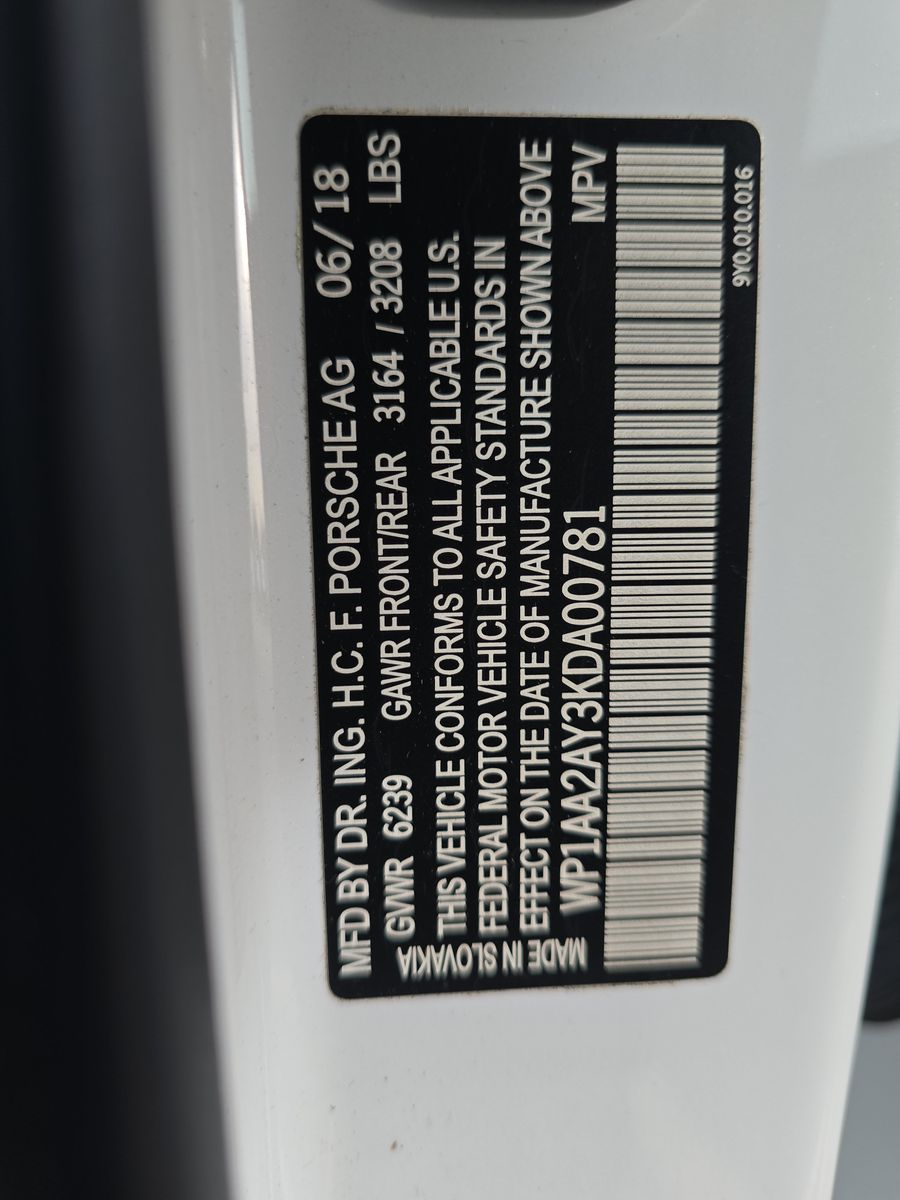 MFD BY DR. ING. H.C. F. PORSCHE AG 06/18
GVWR 6239 GAWR FRONT/REAR 3164 / 3208 LBS
THIS VEHICLE CONFORMS TO ALL APPLICABLE U.S.
FEDERAL MOTOR VEHICLE SAFETY STANDARDS IN
EFFECT ON THE DATE OF MANUFACTURE SHOWN ABOVE
WP1AA2AY3KDA00781 MPV
MADE IN SLOVAKIA
9Y0.010.016